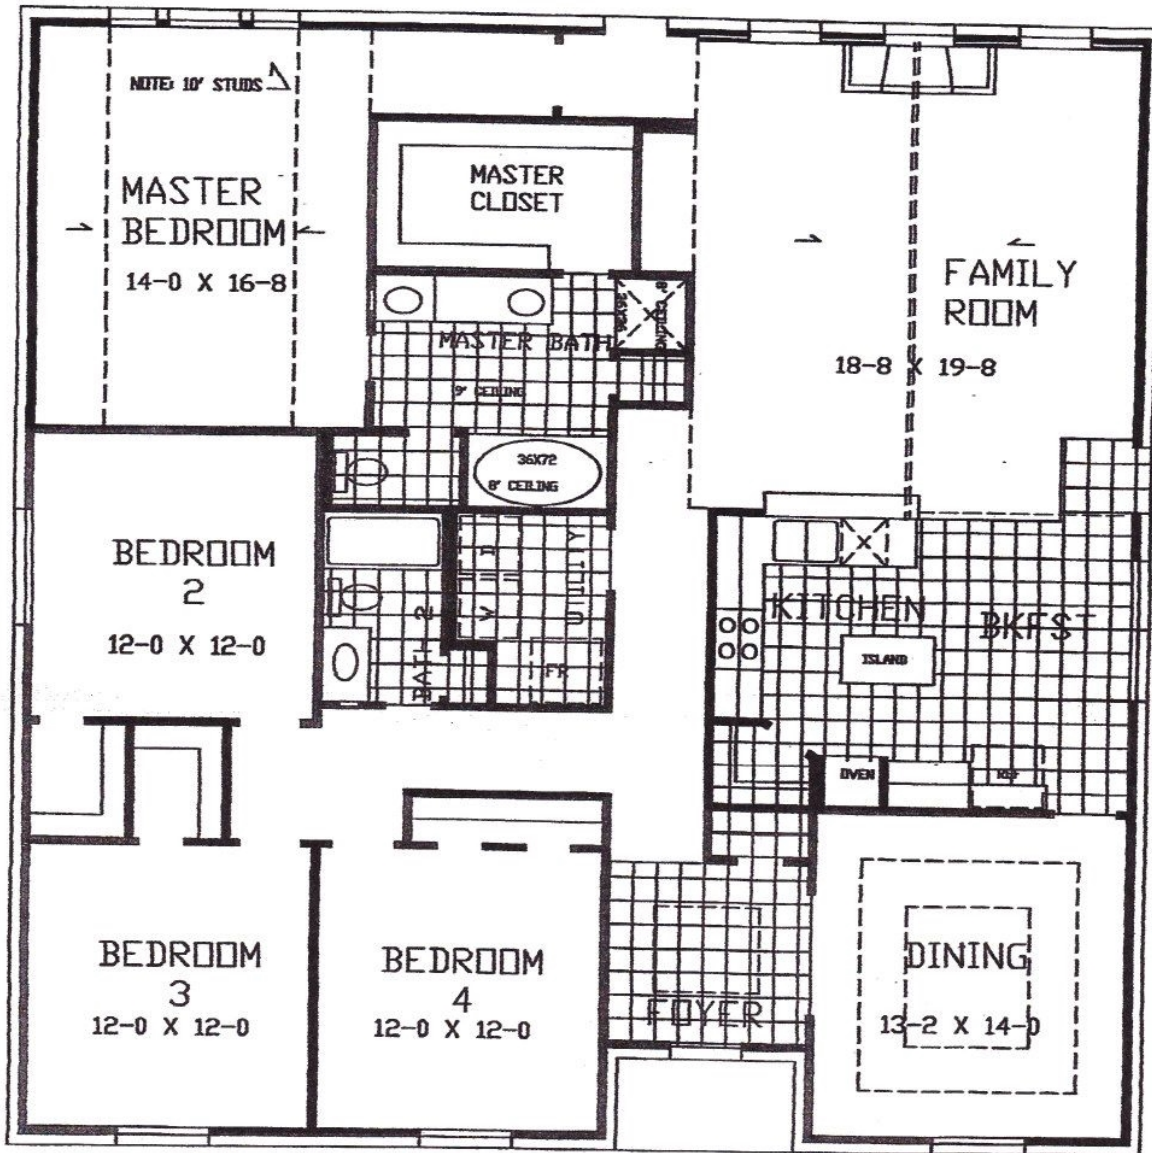 NOTE: 10' STUDS
MASTER
BEDROOM
14-0 X 16-8
MASTER
CLOSET
8' CEILING
36X36
MASTER BATH
9' CEILING
36X72
8' CEILING
FAMILY
ROOM
18-8 X 19-8
BEDROOM
2
12-0 X 12-0
BATH 2
D
W
UTILITY
FR
KITCHEN
BKFST
ISLAND
OVEN
REF
BEDROOM
3
12-0 X 12-0
BEDROOM
4
12-0 X 12-0
FOYER
DINING
13-2 X 14-0